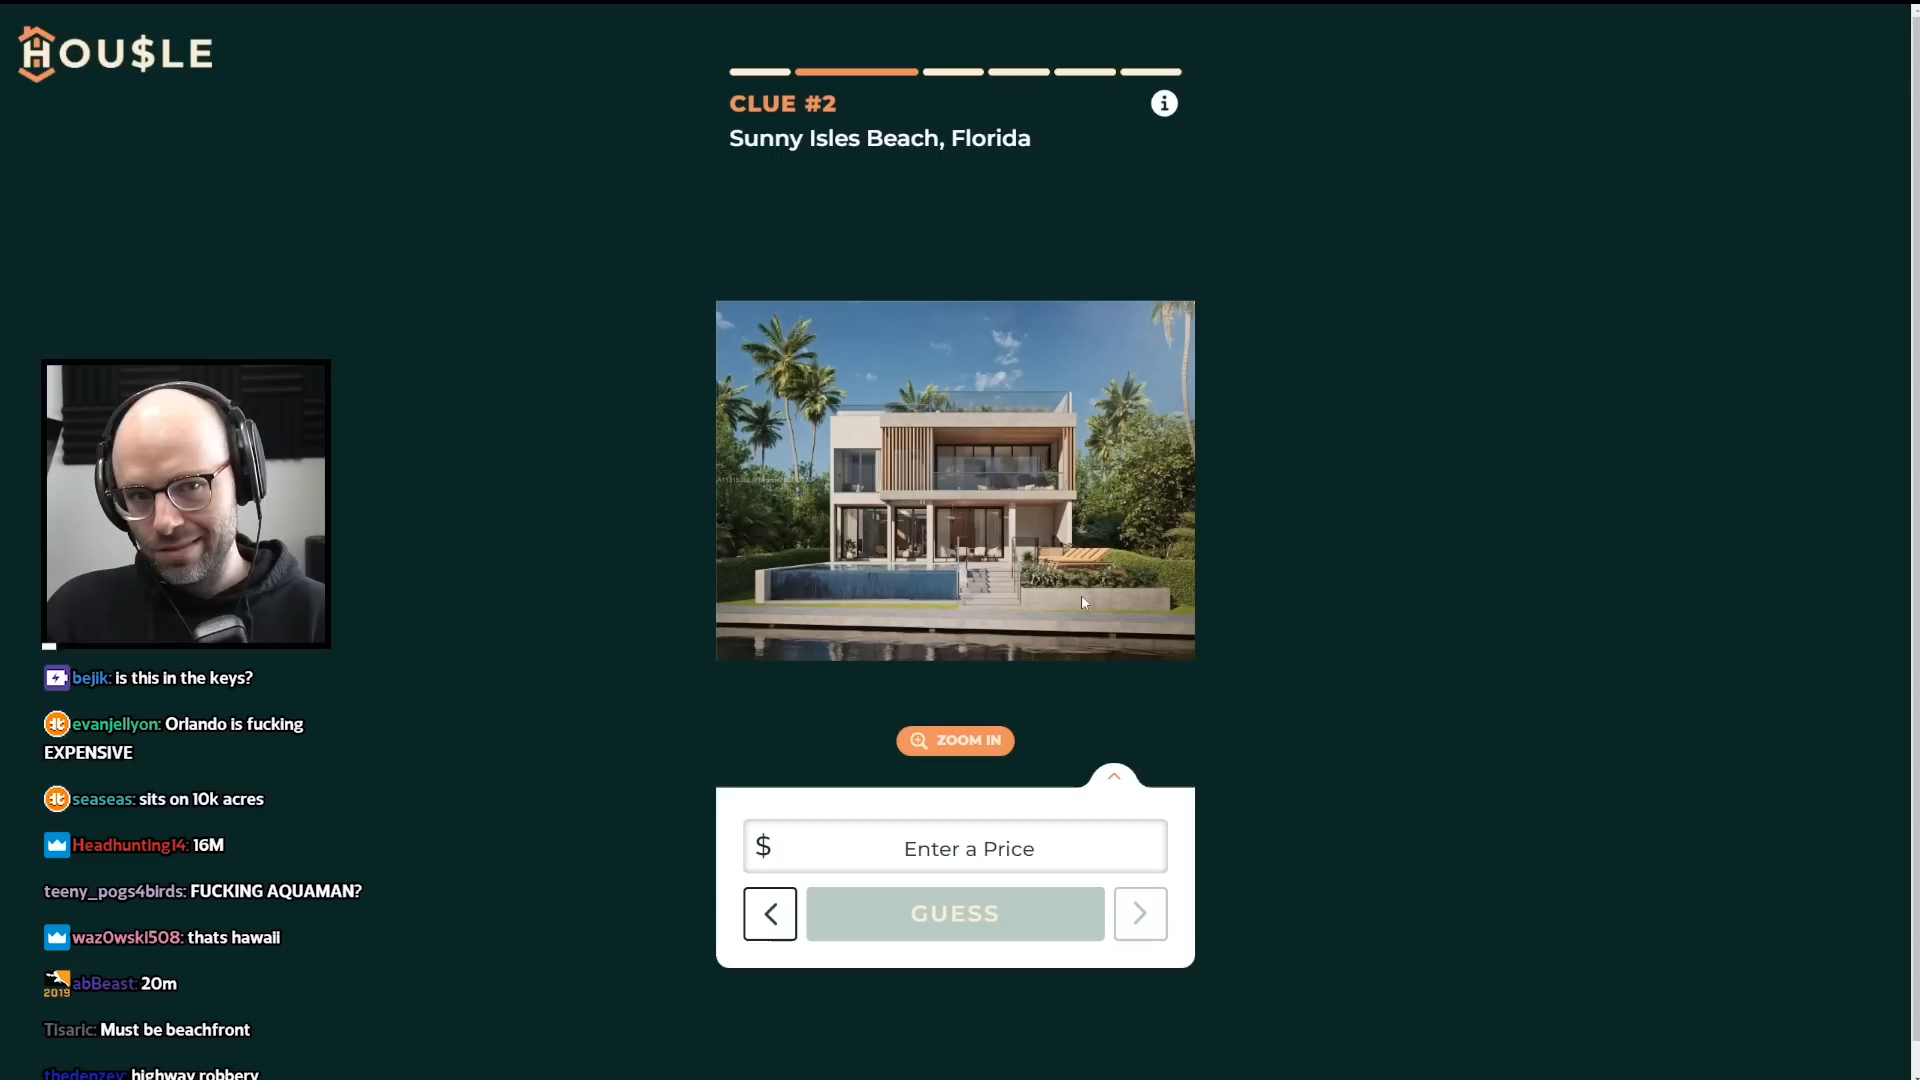 HOU$LE
CLUE #2
Sunny Isles Beach, Florida
ZOOM IN
$
Enter a Price
GUESS
bejik: is this in the keys?
evanjellyon: Orlando is fucking
EXPENSIVE
seaseas: sits on 10k acres
Headhunting14: 16M
teeny_pogs4birds: FUCKING AQUAMAN?
waz0wski508: thats hawaii
2019
abBeast: 20m
Tisaric: Must be beachfront
thedenzey: highway robbery